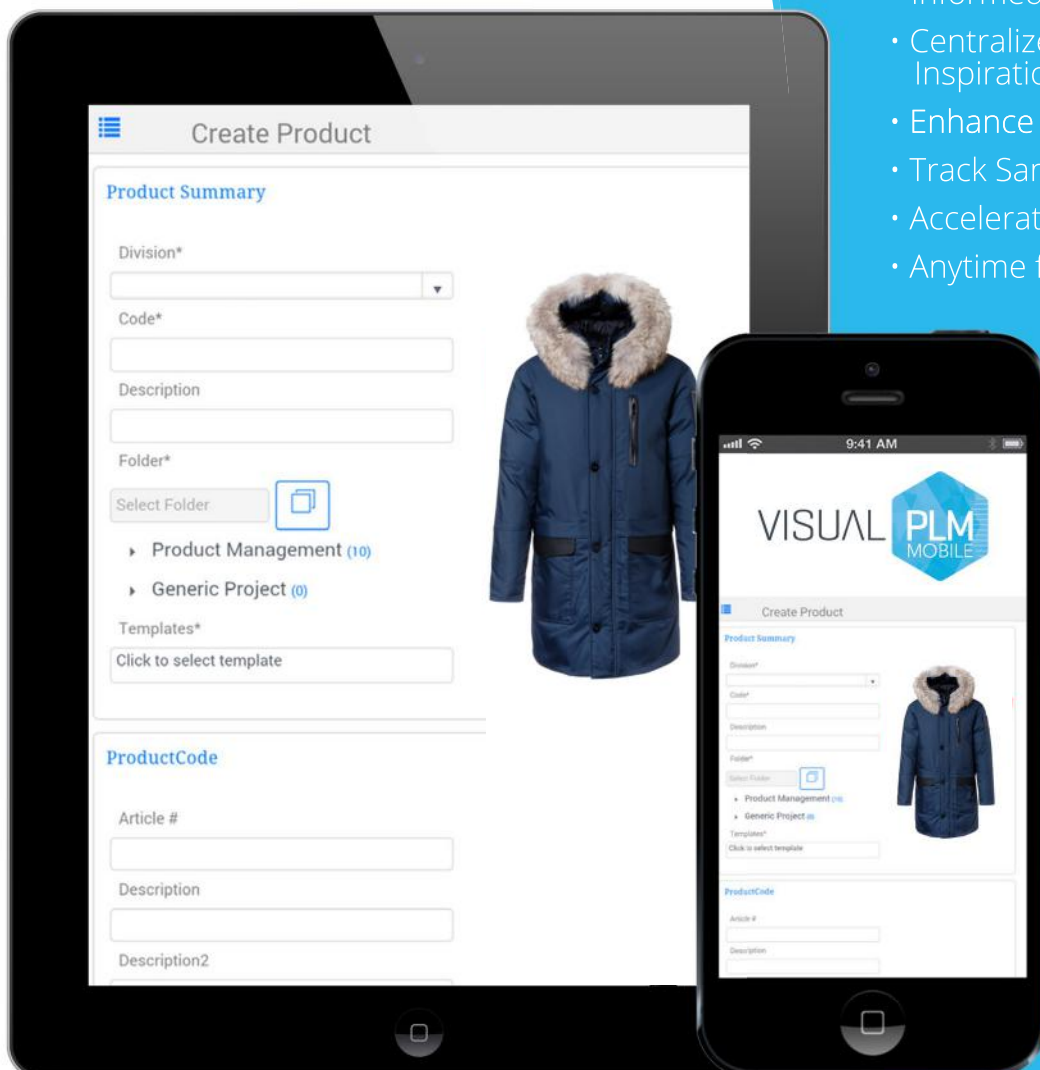 • Centralize
Inspiratio
• Enhance
• Track Sa
• Accelerat
• Anytime f
Create Product
Product Summary
Division*
Code*
Description
Folder*
Select Folder
Product Management (10)
Generic Project (0)
Templates*
Click to select template
ProductCode
Article #
Description
Description2
9:41 AM
VISUAL PLM
MOBILE
Create Product
Product Summary
Division*
Code*
Description
Folder*
Select Folder
Product Management (10)
Generic Project (0)
Templates*
Click to select template
ProductCode
Article #
Description